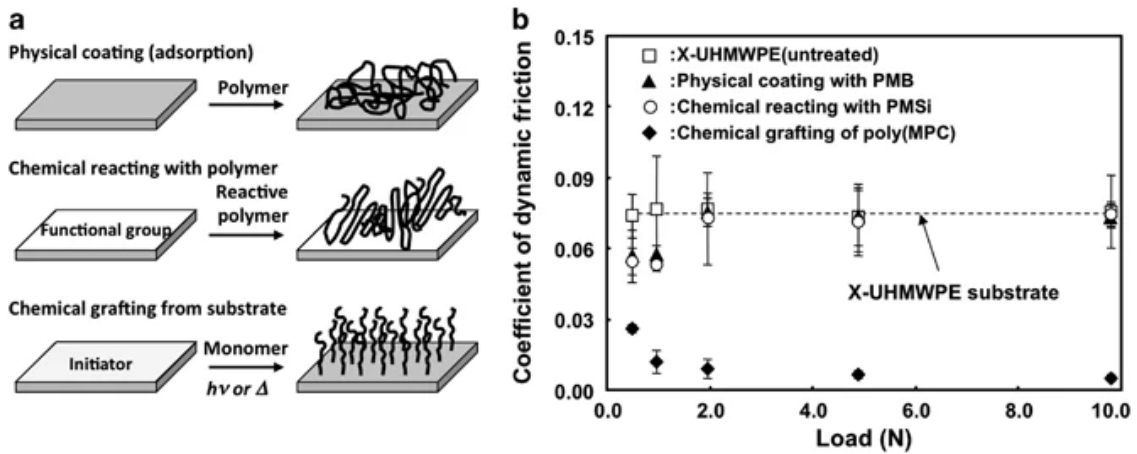 a
Physical coating (adsorption)
Polymer
Chemical reacting with polymer
Reactive
polymer
Functional group
Chemical grafting from substrate
Initiator
Monomer
hν or Δ
b
Coefficient of dynamic friction
0.15
0.12
0.09
0.06
0.03
0.00
:X-UHMWPE(untreated)
:Physical coating with PMB
:Chemical reacting with PMSi
:Chemical grafting of poly(MPC)
X-UHMWPE substrate
0.0 2.0 4.0 6.0 8.0 10.0
Load (N)